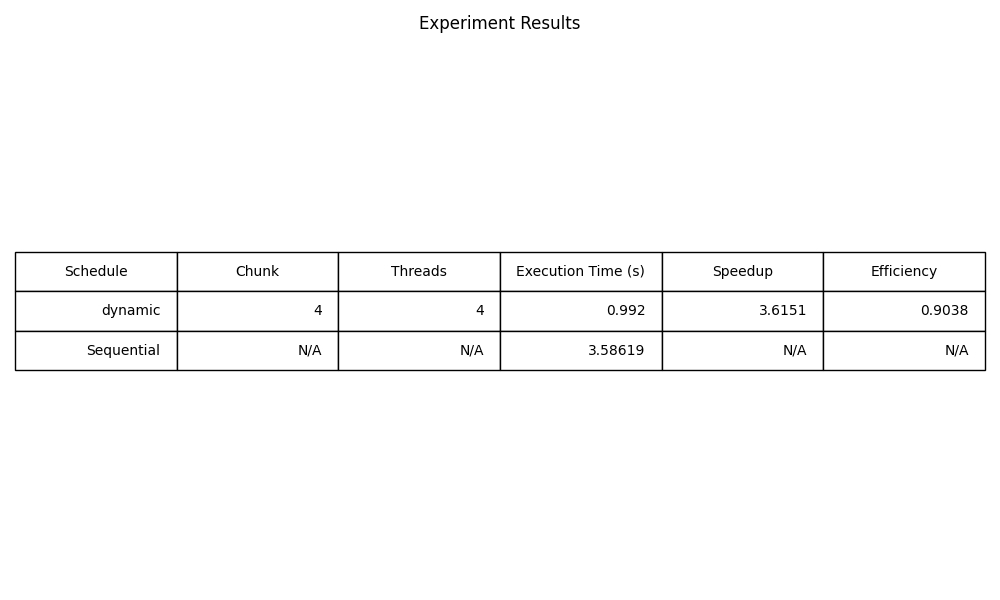 Experiment Results
Schedule Chunk Threads Execution Time (s) Speedup Efficiency
dynamic 4 4 0.992 3.6151 0.9038
Sequential N/A N/A 3.58619 N/A N/A